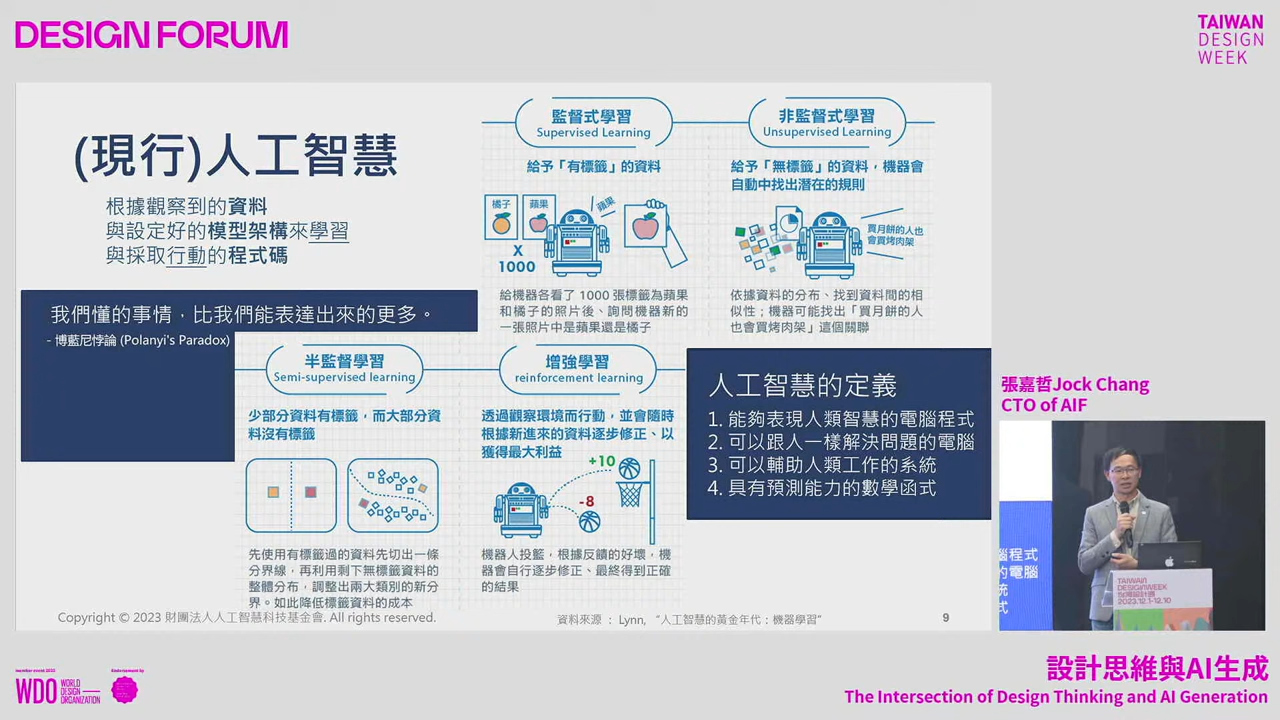 DESIGN FORUM
TAIWAN
DESIGN
WEEK
(現行)人工智慧
根據觀察到的資料
與設定好的模型架構來學習
與採取行動的程式碼
我們懂的事情，比我們能表達出來的更多。
- 博藍尼悖論 (Polanyi's Paradox)
監督式學習
Supervised Learning
給予「有標籤」的資料
橘子
蘋果
蘋果
X
1000
給機器各看了 1000 張標籤為蘋果
和橘子的照片後、詢問機器新的
一張照片中是蘋果還是橘子
非監督式學習
Unsupervised Learning
給予「無標籤」的資料，機器會
自動中找出潛在的規則
買月餅的人也
會買烤肉架
依據資料的分布、找到資料間的相
似性；機器可能找出「買月餅的人
也會買烤肉架」這個關聯
半監督學習
Semi-supervised learning
少部分資料有標籤，而大部分資
料沒有標籤
先使用有標籤過的資料先切出一條
分界線，再利用剩下無標籤資料的
整體分布，調整出兩大類別的新分
界。如此降低標籤資料的成本
增強學習
reinforcement learning
透過觀察環境而行動，並會隨時
根據新進來的資料逐步修正、以
獲得最大利益
+10
-8
機器人投籃，根據反饋的好壞，機
器會自行逐步修正、最終得到正確
的結果
人工智慧的定義
1. 能夠表現人類智慧的電腦程式
2. 可以跟人一樣解決問題的電腦
3. 可以輔助人類工作的系統
4. 具有預測能力的數學函式
Copyright © 2023 財團法人人工智慧科技基金會. All rights reserved.
資料來源 ： Lynn, “人工智慧的黃金年代：機器學習”
9
張嘉哲Jock Chang
CTO of AIF
腦程式
的電腦
統
式
TAIWAN
DESIGNWEEK
台灣設計週
2023.12.1-12.10
WDO
WORLD
DESIGN
ORGANIZATION
Endorsed by
設計思維與AI生成
The Intersection of Design Thinking and AI Generation